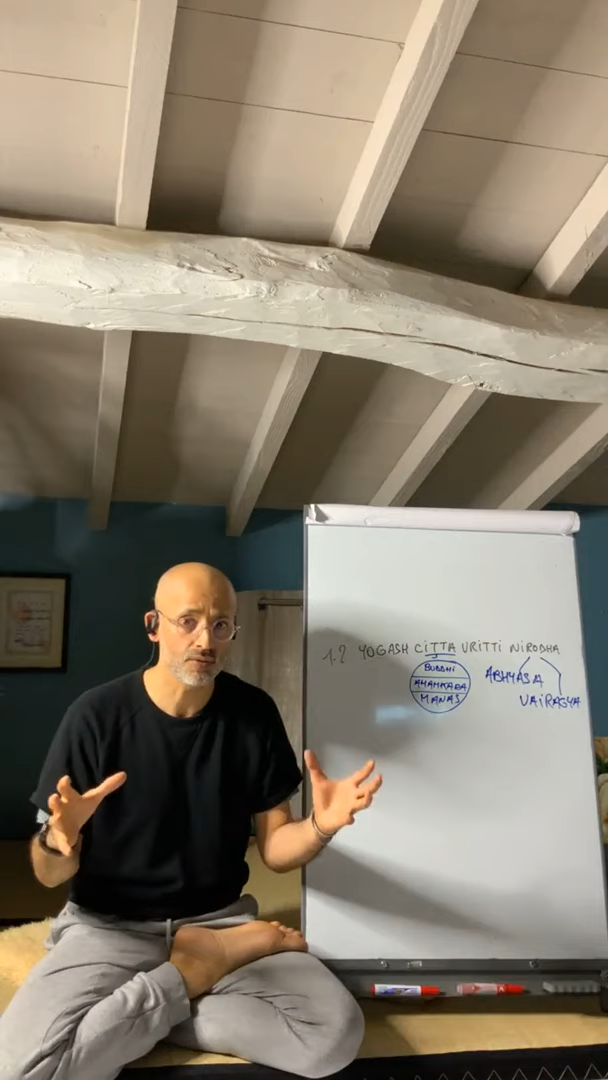 1.2 YOGASH CITTA VRITTI NIRODHA
BUDDHI
AHAMKARA
MANAS
ABHYASA
VAIRAGYA